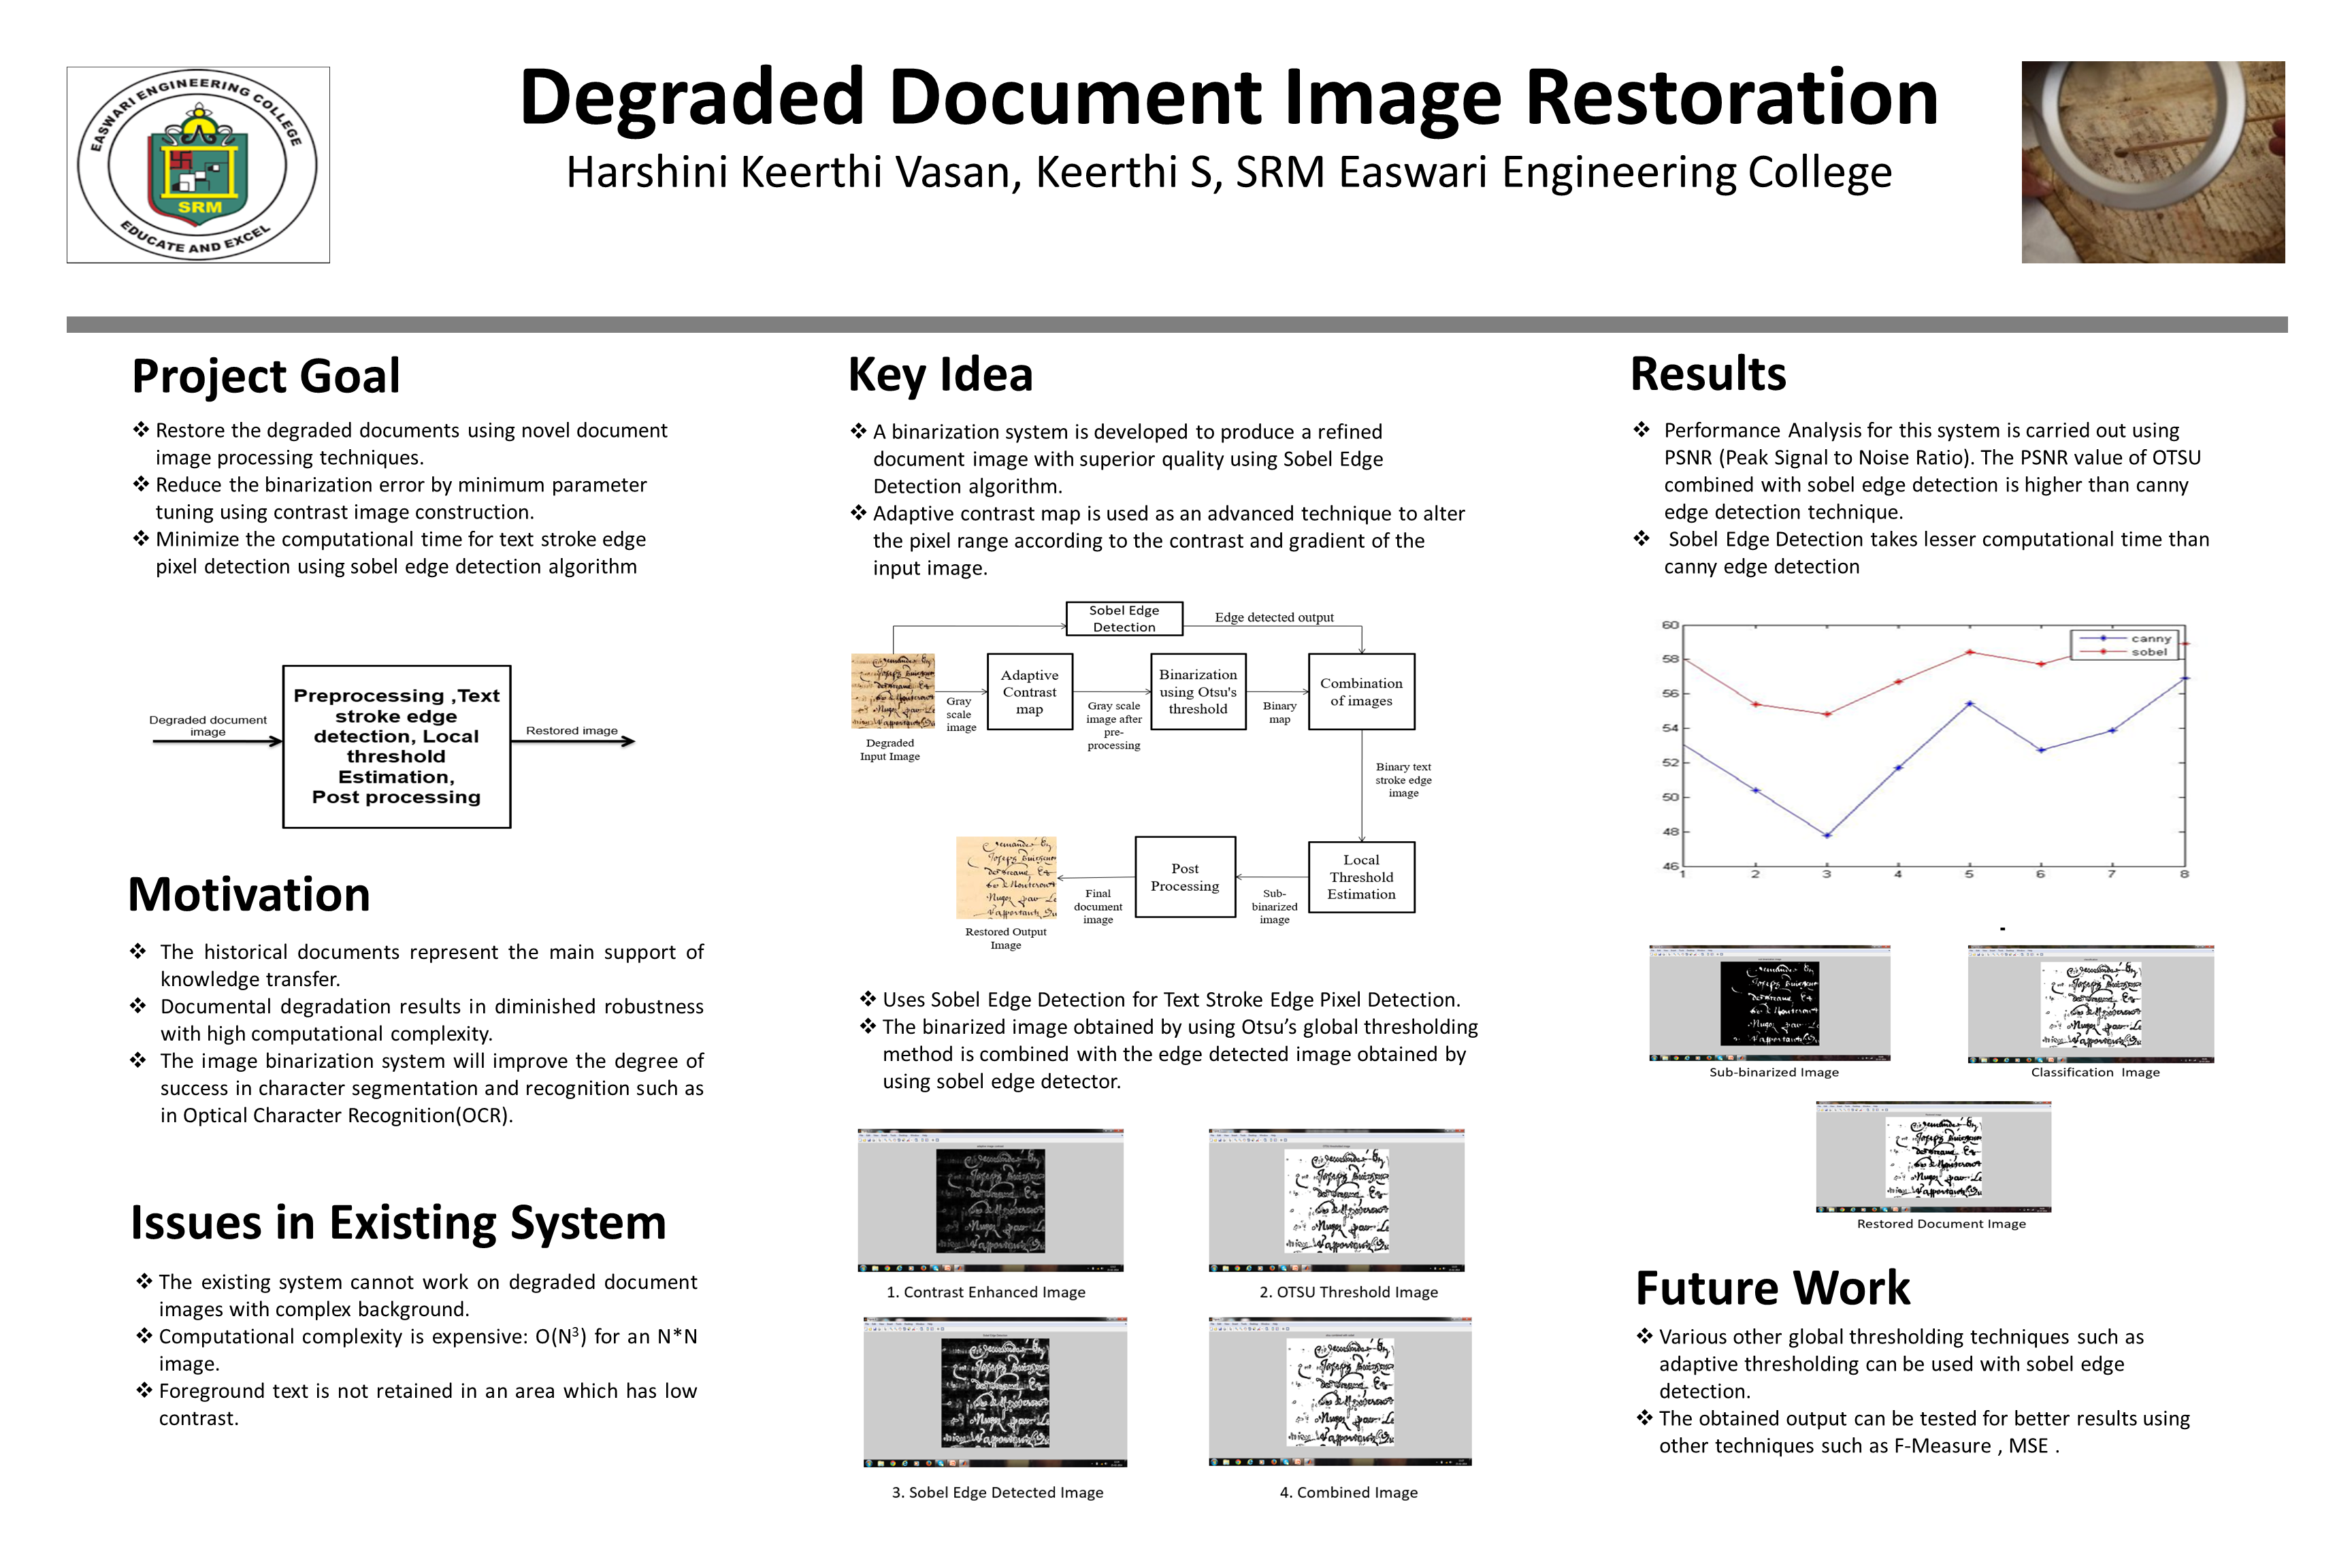 EASWARI ENGINEERING COLLEGE
SRM
EDUCATE AND EXCEL
Degraded Document Image Restoration
Harshini Keerthi Vasan, Keerthi S, SRM Easwari Engineering College
Project Goal
❖ Restore the degraded documents using novel document
image processing techniques.
❖ Reduce the binarization error by minimum parameter
tuning using contrast image construction.
❖ Minimize the computational time for text stroke edge
pixel detection using sobel edge detection algorithm
Degraded document
image
Preprocessing ,Text
stroke edge
detection, Local
threshold
Estimation,
Post processing
Restored image
Motivation
❖ The historical documents represent the main support of
knowledge transfer.
❖ Documental degradation results in diminished robustness
with high computational complexity.
❖ The image binarization system will improve the degree of
success in character segmentation and recognition such as
in Optical Character Recognition(OCR).
Issues in Existing System
❖ The existing system cannot work on degraded document
images with complex background.
❖ Computational complexity is expensive: O(N³) for an N*N
image.
❖ Foreground text is not retained in an area which has low
contrast.
Key Idea
❖ A binarization system is developed to produce a refined
document image with superior quality using Sobel Edge
Detection algorithm.
❖ Adaptive contrast map is used as an advanced technique to alter
the pixel range according to the contrast and gradient of the
input image.
Sobel Edge
Detection
Edge detected output
Degraded
Input Image
Gray
scale
image
Adaptive
Contrast
map
Gray scale
image after
pre-
processing
Binarization
using Otsu's
threshold
Binary
map
Combination
of images
Binary text
stroke edge
image
Local
Threshold
Estimation
Sub-
binarized
image
Post
Processing
Final
document
image
Restored Output
Image
❖ Uses Sobel Edge Detection for Text Stroke Edge Pixel Detection.
❖ The binarized image obtained by using Otsu’s global thresholding
method is combined with the edge detected image obtained by
using sobel edge detector.
1. Contrast Enhanced Image
2. OTSU Threshold Image
3. Sobel Edge Detected Image
4. Combined Image
Results
❖ Performance Analysis for this system is carried out using
PSNR (Peak Signal to Noise Ratio). The PSNR value of OTSU
combined with sobel edge detection is higher than canny
edge detection technique.
❖ Sobel Edge Detection takes lesser computational time than
canny edge detection
60
58
56
54
52
50
48
46
1 2 3 4 5 6 7 8
canny
sobel
-
Sub-binarized Image
Classification Image
Restored Document Image
Future Work
❖ Various other global thresholding techniques such as
adaptive thresholding can be used with sobel edge
detection.
❖ The obtained output can be tested for better results using
other techniques such as F-Measure , MSE .